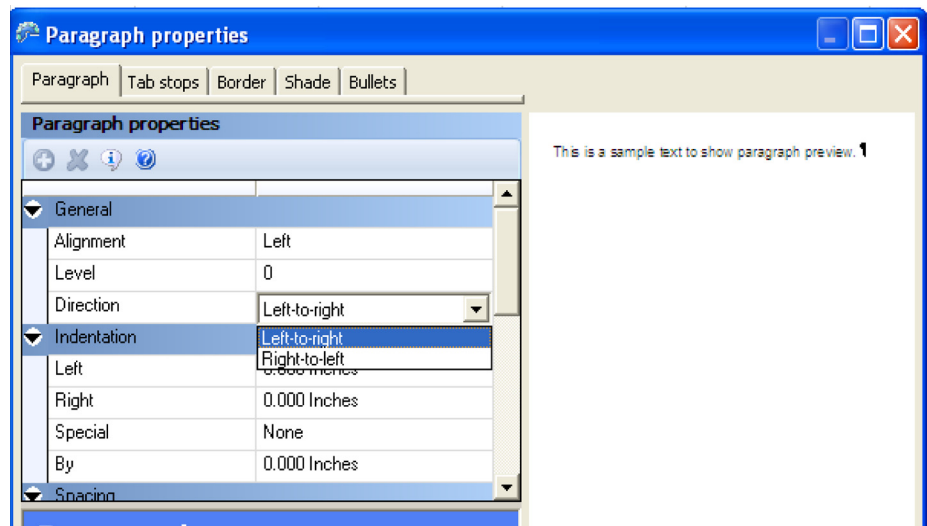 Paragraph properties
Paragraph Tab stops Border Shade Bullets
Paragraph properties
This is a sample text to show paragraph preview. ¶
General
Alignment Left
Level 0
Direction Left-to-right
Indentation Left-to-right
Right-to-left
Left
Right 0.000 Inches
Special None
By 0.000 Inches
Spacing